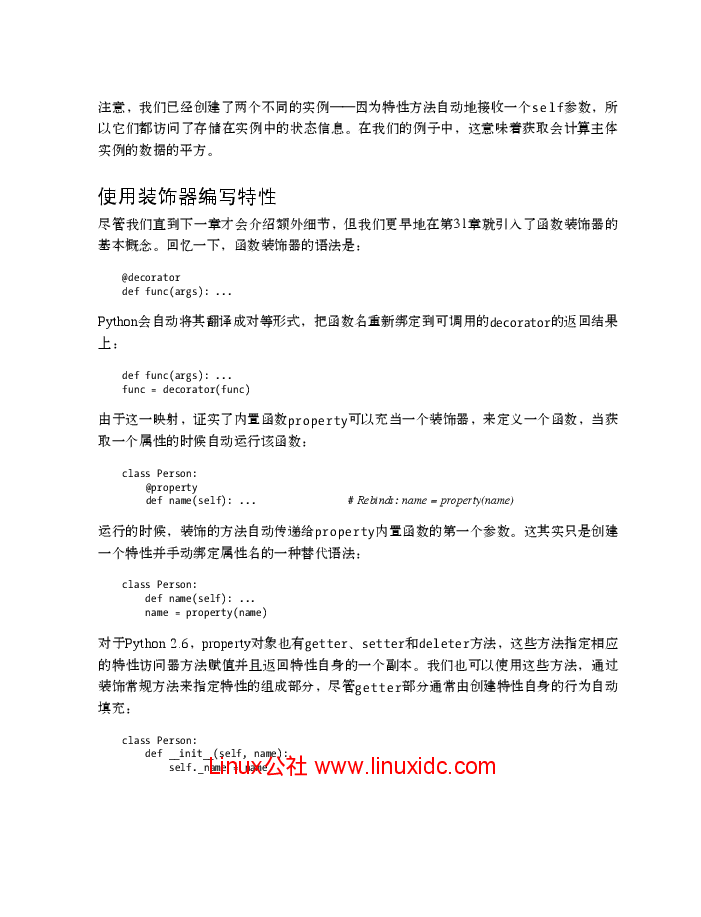 注意，我们已经创建了两个不同的实例——因为特性方法自动地接收一个self参数，所
以它们都访问了存储在实例中的状态信息。在我们的例子中，这意味着获取会计算主体
实例的数据的平方。
使用装饰器编写特性
尽管我们直到下一章才会介绍额外细节，但我们更早地在第31章就引入了函数装饰器的
基本概念。回忆一下，函数装饰器的语法是：
@decorator
def func(args): ...
Python会自动将其翻译成对等形式，把函数名重新绑定到可调用的decorator的返回结果
上：
def func(args): ...
func = decorator(func)
由于这一映射，证实了内置函数property可以充当一个装饰器，来定义一个函数，当获
取一个属性的时候自动运行该函数：
class Person:
@property
def name(self): ... # Rebinds: name = property(name)
运行的时候，装饰的方法自动传递给property内置函数的第一个参数。这其实只是创建
一个特性并手动绑定属性名的一种替代语法：
class Person:
def name(self): ...
name = property(name)
对于Python 2.6，property对象也有getter、setter和deleter方法，这些方法指定相应
的特性访问器方法赋值并且返回特性自身的一个副本。我们也可以使用这些方法，通过
装饰常规方法来指定特性的组成部分，尽管getter部分通常由创建特性自身的行为自动
填充：
class Person:
def __init__(self, name):
self._name = name
Linux公社 www.linuxidc.com